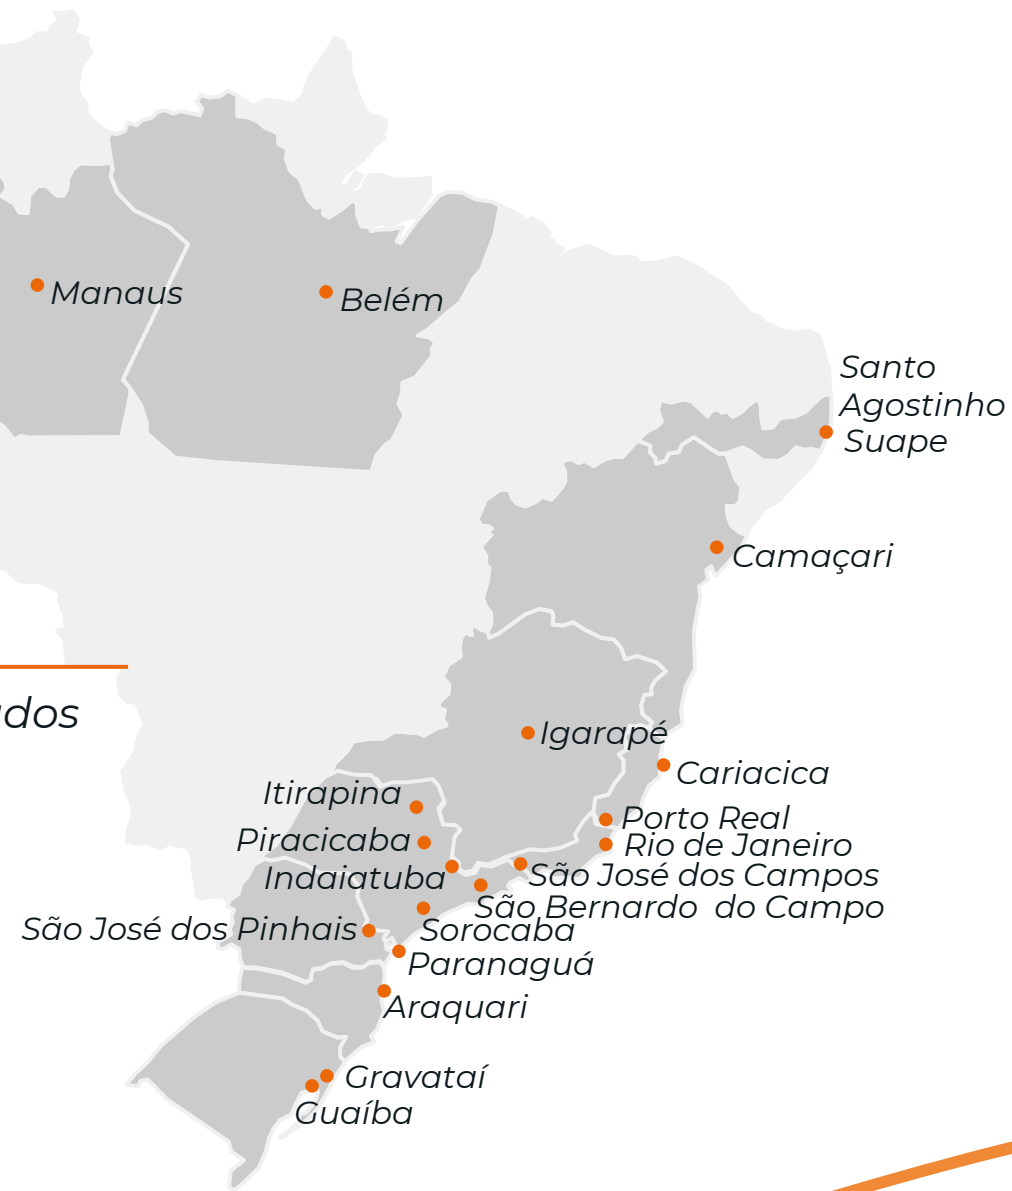 Manaus
Belém
Santo
Agostinho
Suape
Camaçari
dos
Igarapé
Cariacica
Itirapina
Porto Real
Piracicaba
Rio de Janeiro
Indaiatuba
São José dos Campos
São Bernardo  do Campo
São José dos Pinhais
Sorocaba
Paranaguá
Araquari
Gravataí
Guaíba